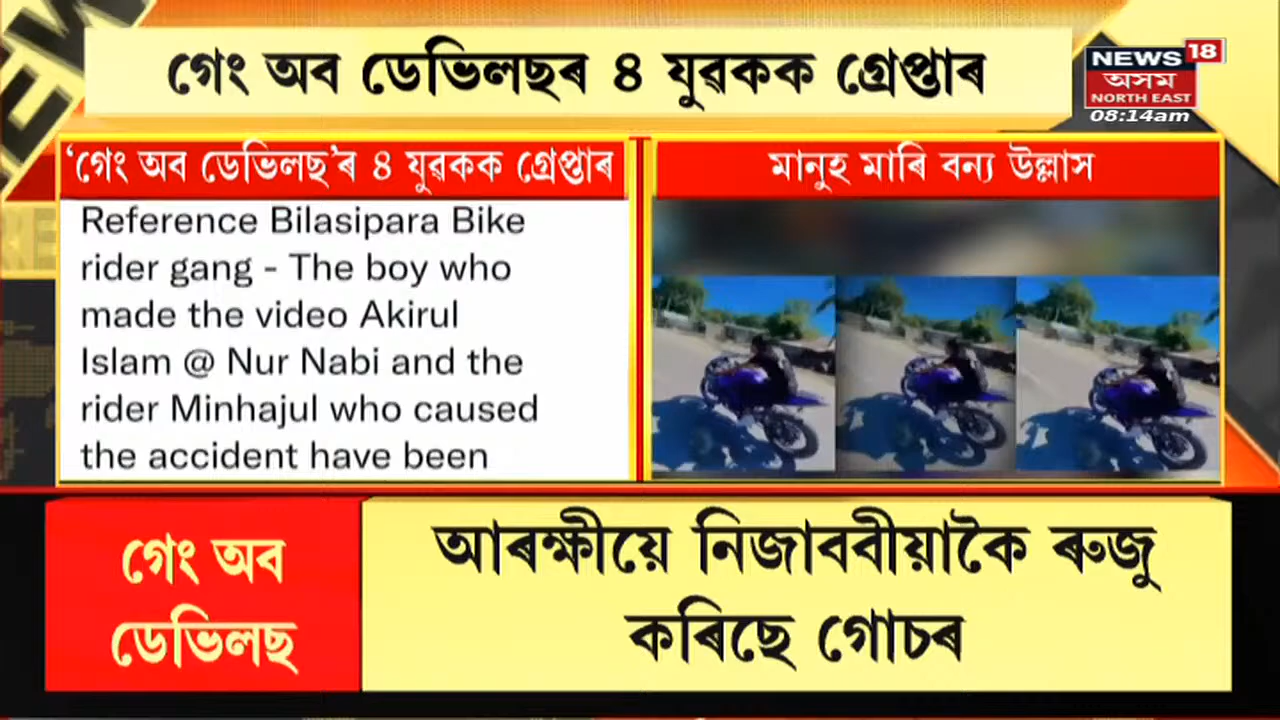 গেং অব ডেভিলছৰ ৪ যুৱকক গ্ৰেপ্তাৰ
NEWS 18
অসম
NORTH EAST
08:14am
‘গেং অব ডেভিলছ’ৰ ৪ যুৱকক গ্ৰেপ্তাৰ
মানুহ মাৰি বন্য উল্লাস
Reference Bilasipara Bike
rider gang - The boy who
made the video Akirul
Islam @ Nur Nabi and the
rider Minhajul who caused
the accident have been
গেং অব
ডেভিলছ
আৰক্ষীয়ে নিজাববীয়াকৈ ৰুজু
কৰিছে গোচৰ